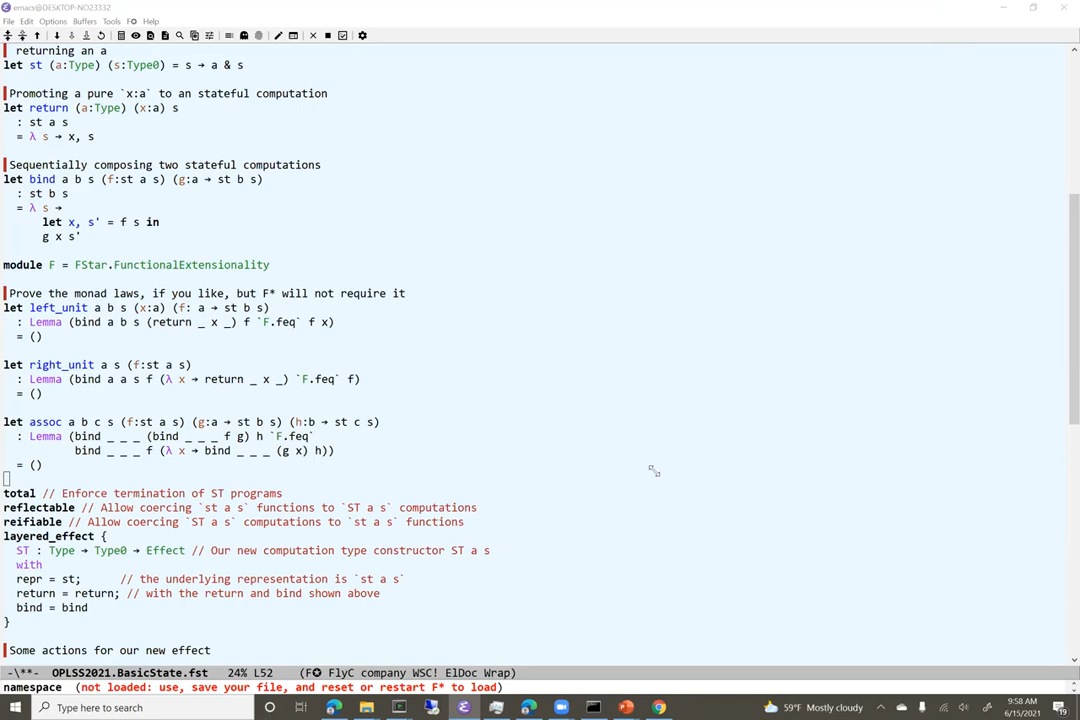 emacs@DESKTOP-NO23332
File Edit Options Buffers Tools F✪ Help
returning an a
let st (a:Type) (s:Type0) = s → a & s
Promoting a pure `x:a` to an stateful computation
let return (a:Type) (x:a) s
: st a s
= λ s → x, s
Sequentially composing two stateful computations
let bind a b s (f:st a s) (g:a → st b s)
: st b s
= λ s →
let x, s' = f s in
g x s'
module F = FStar.FunctionalExtensionality
Prove the monad laws, if you like, but F* will not require it
let left_unit a b s (x:a) (f: a → st b s)
: Lemma (bind a b s (return _ x _) f `F.feq` f x)
= ()
let right_unit a s (f:st a s)
: Lemma (bind a a s f (λ x → return _ x _) `F.feq` f)
= ()
let assoc a b c s (f:st a s) (g:a → st b s) (h:b → st c s)
: Lemma (bind _ _ _ (bind _ _ _ f g) h `F.feq`
bind _ _ _ f (λ x → bind _ _ _ (g x) h))
= ()
total // Enforce termination of ST programs
reflectable // Allow coercing `st a s` functions to `ST a s` computations
reifiable // Allow coercing `ST a s` computations to `st a s` functions
layered_effect {
ST : Type → Type0 → Effect // Our new computation type constructor ST a s
with
repr = st; // the underlying representation is `st a s`
return = return; // with the return and bind shown above
bind = bind
}
Some actions for our new effect
-\**- OPLSS2021.BasicState.fst 24% L52 (F✪ FlyC company WSC! ElDoc Wrap)
namespace (not loaded: use, save your file, and reset or restart F* to load)
Type here to search
59°F Mostly cloudy
9:58 AM
6/15/2021
19